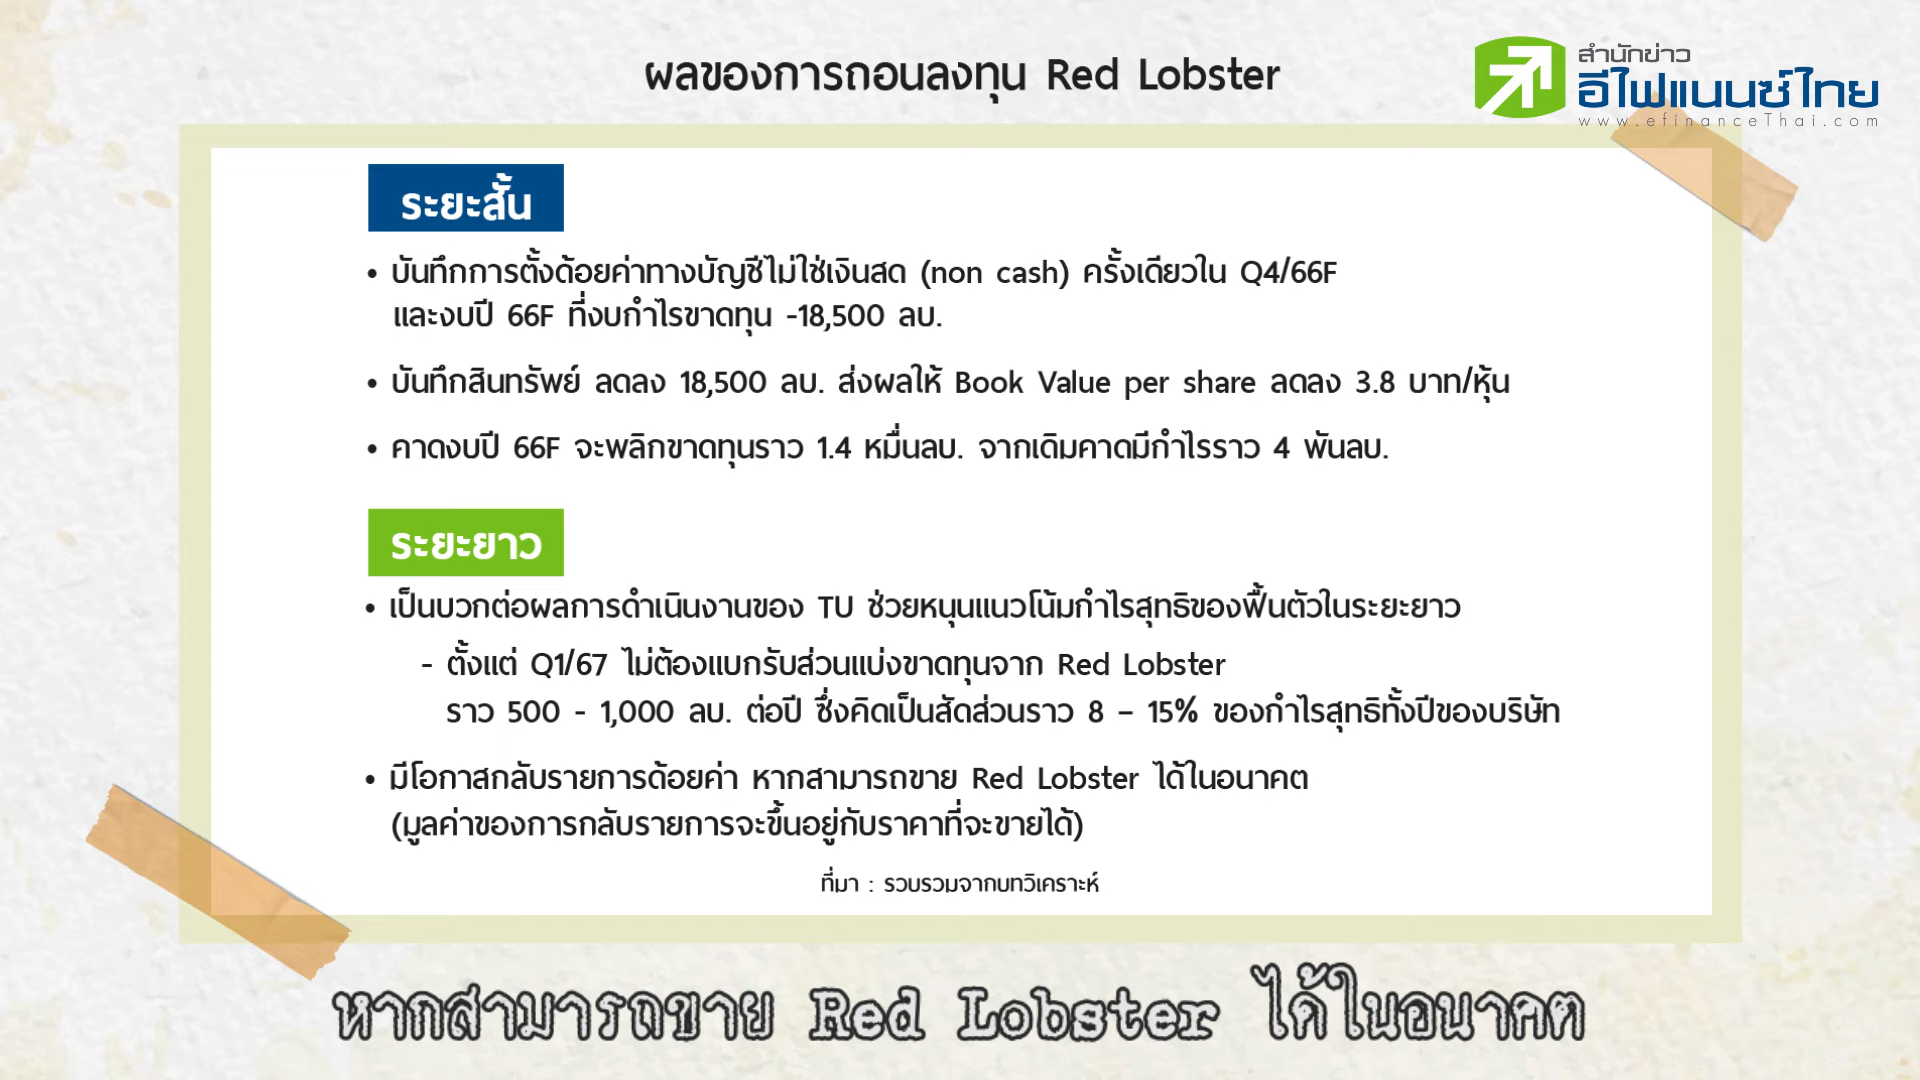 ผลของการถอนลงทุน Red Lobster
สำนักข่าว
อีไฟแนนซ์ไทย
www.efinanceThai.com
ระยะสั้น
• บันทึกการตั้งด้อยค่าทางบัญชีไม่ใช่เงินสด (non cash) ครั้งเดียวใน Q4/66F
และงบปี 66F ที่งบกำไรขาดทุน -18,500 ลบ.
• บันทึกสินทรัพย์ ลดลง 18,500 ลบ. ส่งผลให้ Book Value per share ลดลง 3.8 บาท/หุ้น
• คาดงบปี 66F จะพลิกขาดทุนราว 1.4 หมื่นลบ. จากเดิมคาดมีกำไรราว 4 พันลบ.
ระยะยาว
• เป็นบวกต่อผลการดำเนินงานของ TU ช่วยหนุนแนวโน้มกำไรสุทธิของฟื้นตัวในระยะยาว
- ตั้งแต่ Q1/67 ไม่ต้องแบกรับส่วนแบ่งขาดทุนจาก Red Lobster
ราว 500 - 1,000 ลบ. ต่อปี ซึ่งคิดเป็นสัดส่วนราว 8 – 15% ของกำไรสุทธิทั้งปีของบริษัท
• มีโอกาสกลับรายการด้อยค่า หากสามารถขาย Red Lobster ได้ในอนาคต
(มูลค่าของการกลับรายการจะขึ้นอยู่กับราคาที่จะขายได้)
ที่มา : รวบรวมจากบทวิเคราะห์
หากสามารถขาย Red Lobster ได้ในอนาคต